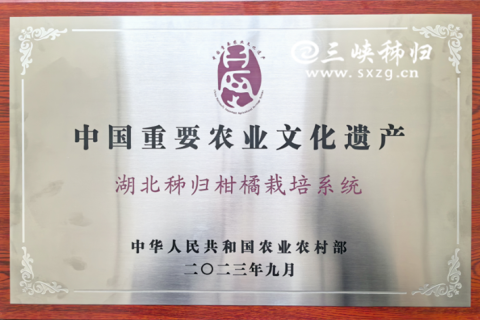 @三峡秭归
www.sxzg.cn
中国重要农业文化遗产
湖北秭归柑橘栽培系统
中华人民共和国农业农村部
二〇二三年九月